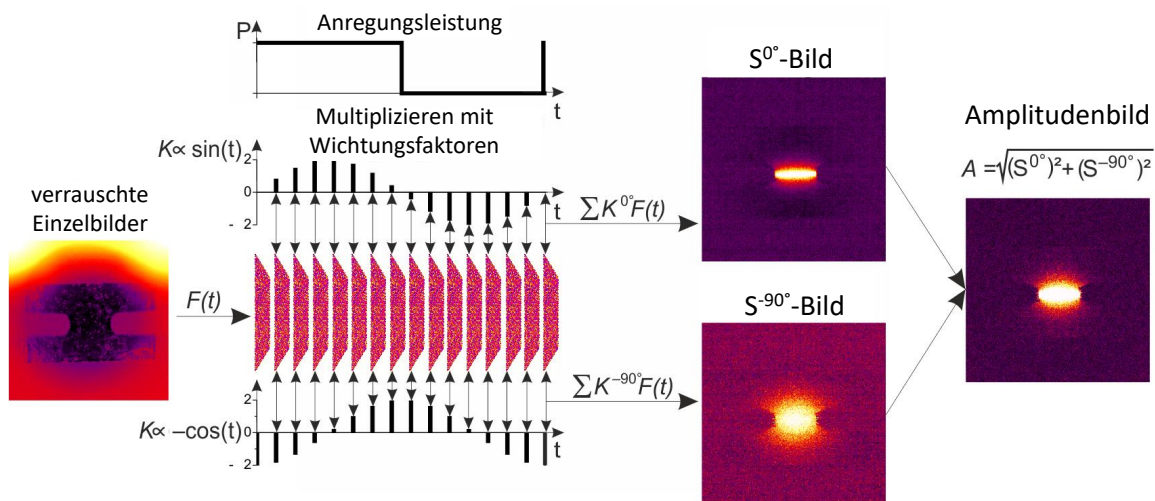 Anregungsleistung
P
t
Multiplizieren mit
Wichtungsfaktoren
K∝ sin(t)
2
0
- 2
t
verrauschte
Einzelbilder
F(t)
∑K⁰°F(t)
S⁰°-Bild
Amplitudenbild
A =√(S⁰°)²+(S⁻⁹⁰°)²
S⁻⁹⁰°-Bild
∑K⁻⁹⁰°F(t)
2
K∝ −cos(t)
0
- 2
t